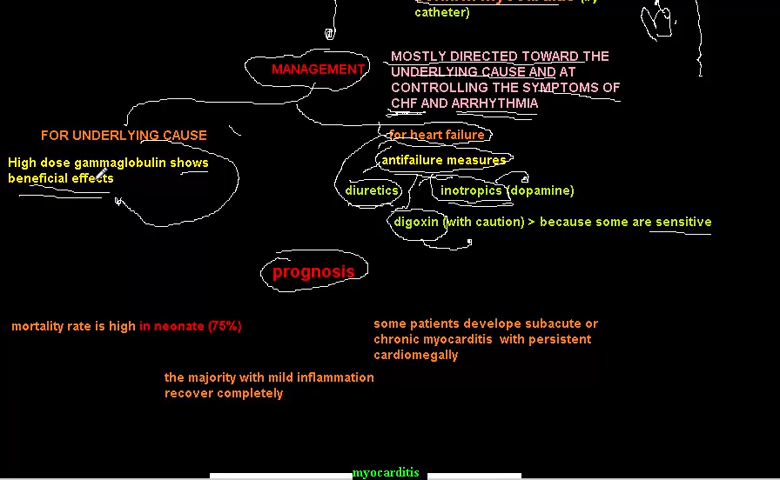 catheter)
MANAGEMENT
MOSTLY DIRECTED TOWARD THE
UNDERLYING CAUSE AND AT
CONTROLLING THE SYMPTOMS OF
CHF AND ARRHYTHMIA
FOR UNDERLYING CAUSE
High dose gammaglobulin shows
beneficial effects
for heart failure
antifailure measures
diuretics
inotropics (dopamine)
digoxin (with caution) > because some are sensitive
prognosis
mortality rate is high in neonate (75%)
some patients develope subacute or
chronic myocarditis with persistent
cardiomegally
the majority with mild inflammation
recover completely
myocarditis